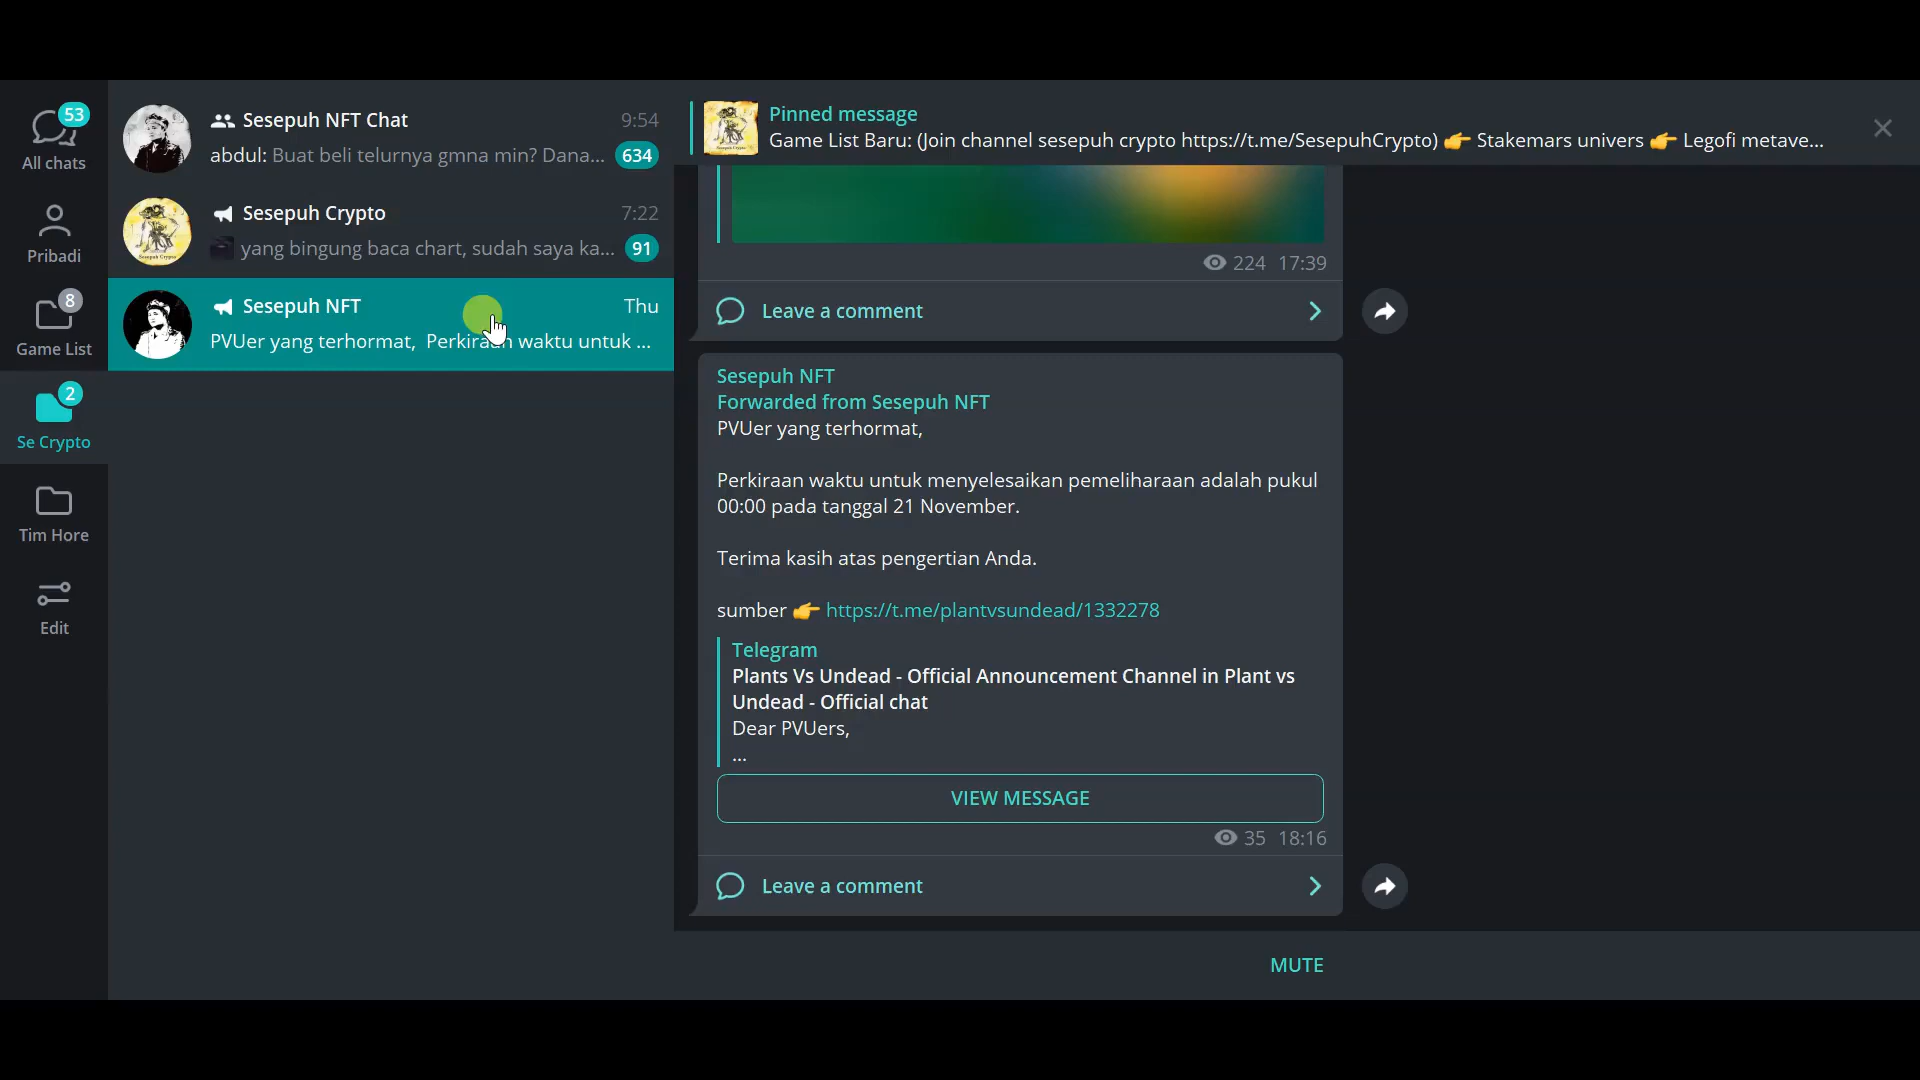 53
All chats
Pribadi
8
Game List
2
Se Crypto
Tim Hore
Edit
Sesepuh NFT Chat 9:54
abdul: Buat beli telurnya gmna min? Dana... 634
Sesepuh Crypto 7:22
yang bingung baca chart, sudah saya ka... 91
Sesepuh NFT Thu
PVUer yang terhormat, Perkiraan waktu untuk ...
Pinned message
Game List Baru: (Join channel sesepuh crypto https://t.me/SesepuhCrypto) 👉 Stakemars univers 👉 Legofi metave...
224 17:39
Leave a comment
Sesepuh NFT
Forwarded from Sesepuh NFT
PVUer yang terhormat,
Perkiraan waktu untuk menyelesaikan pemeliharaan adalah pukul
00:00 pada tanggal 21 November.
Terima kasih atas pengertian Anda.
sumber 👉 https://t.me/plantvsundead/1332278
Telegram
Plants Vs Undead - Official Announcement Channel in Plant vs
Undead - Official chat
Dear PVUers,
...
VIEW MESSAGE
35 18:16
Leave a comment
MUTE